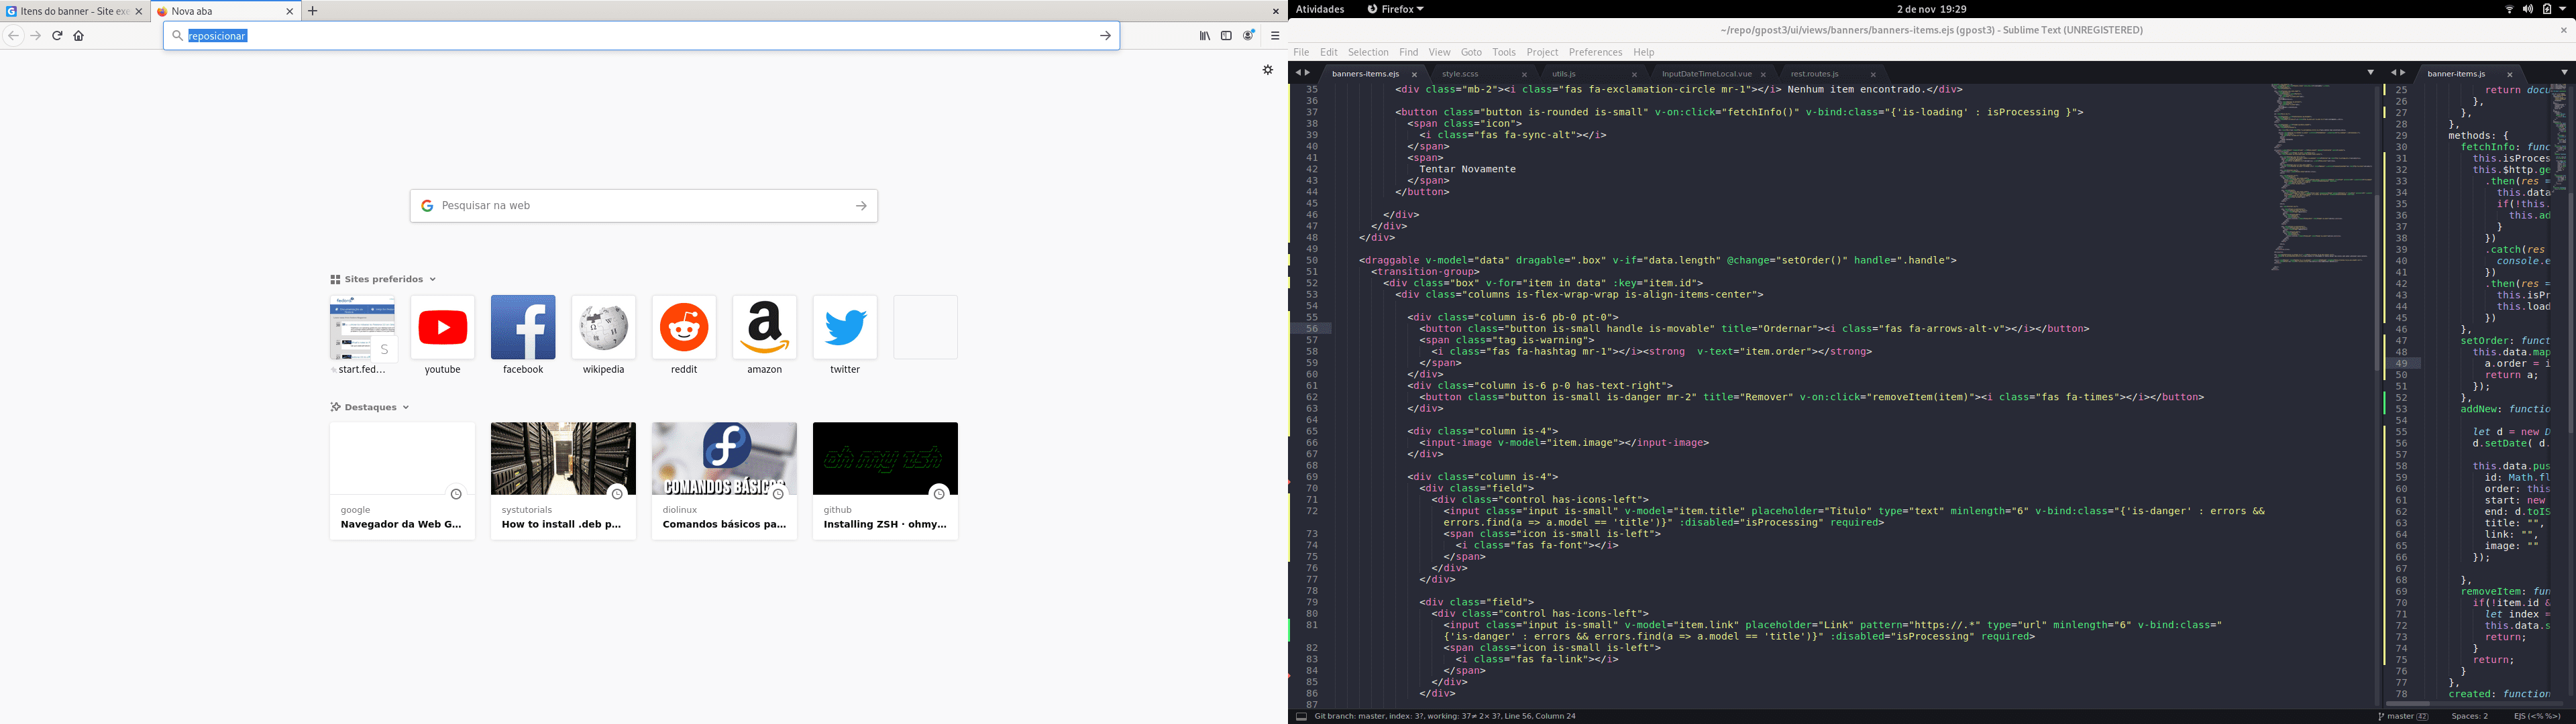 Itens do banner - Site exe
Nova aba
reposicionar
Pesquisar na web
Sites preferidos
S
start.fed...
youtube
facebook
wikipedia
reddit
amazon
twitter
Destaques
google
Navegador da Web G...
systutorials
How to install .deb p...
COMANDOS BÁSICOS
diolinux
Comandos básicos pa...
oh my zsh
github
Installing ZSH · ohmy...
Atividades
Firefox
2 de nov 19:29
~/repo/gpost3/ui/views/banners/banners-items.ejs (gpost3) - Sublime Text (UNREGISTERED)
File Edit Selection Find View Goto Tools Project Preferences Help
banners-items.ejs
style.scss
utils.js
InputDateTimeLocal.vue
rest.routes.js
35 <div class="mb-2"><i class="fas fa-exclamation-circle mr-1"></i> Nenhum item encontrado.</div>
36
37 <button class="button is-rounded is-small" v-on:click="fetchInfo()" v-bind:class="{'is-loading' : isProcessing }">
38 <span class="icon">
39 <i class="fas fa-sync-alt"></i>
40 </span>
41 <span>
42 Tentar Novamente
43 </span>
44 </button>
45
46 </div>
47 </div>
48 </div>
49
50 <draggable v-model="data" dragable=".box" v-if="data.length" @change="setOrder()" handle=".handle">
51 <transition-group>
52 <div class="box" v-for="item in data" :key="item.id">
53 <div class="columns is-flex-wrap-wrap is-align-items-center">
54
55 <div class="column is-6 pb-0 pt-0">
56 <button class="button is-small handle is-movable" title="Ordernar"><i class="fas fa-arrows-alt-v"></i></button>
57 <span class="tag is-warning">
58 <i class="fas fa-hashtag mr-1"></i><strong  v-text="item.order"></strong>
59 </span>
60 </div>
61 <div class="column is-6 p-0 has-text-right">
62 <button class="button is-small is-danger mr-2" title="Remover" v-on:click="removeItem(item)"><i class="fas fa-times"></i></button>
63 </div>
64
65 <div class="column is-4">
66 <input-image v-model="item.image"></input-image>
67 </div>
68
69 <div class="column is-4">
70 <div class="field">
71 <div class="control has-icons-left">
72 <input class="input is-small" v-model="item.title" placeholder="Titulo" type="text" minlength="6" v-bind:class="{'is-danger' : errors &&
errors.find(a => a.model == 'title')}" :disabled="isProcessing" required>
73 <span class="icon is-small is-left">
74 <i class="fas fa-font"></i>
75 </span>
76 </div>
77 </div>
78
79 <div class="field">
80 <div class="control has-icons-left">
81 <input class="input is-small" v-model="item.link" placeholder="Link" pattern="https://.*" type="url" minlength="6" v-bind:class="
{'is-danger' : errors && errors.find(a => a.model == 'title')}" :disabled="isProcessing" required>
82 <span class="icon is-small is-left">
83 <i class="fas fa-link"></i>
84 </span>
85 </div>
86 </div>
87
banner-items.js
25 return docu
26 },
27 },
28 },
29 methods: {
30 fetchInfo: func
31 this.isProces
32 this.$http.ge
33 .then(res =
34 this.data
35 if(!this.
36 this.ad
37 }
38 })
39 .catch(res
40 console.e
41 })
42 .then(res =
43 this.isPr
44 this.load
45 })
46 },
47 setOrder: funct
48 this.data.map
49 a.order = i
50 return a;
51 });
52 },
53 addNew: functio
54
55 let d = new D
56 d.setDate( d.
57
58 this.data.pus
59 id: Math.fl
60 order: this
61 start: new
62 end: d.toIS
63 title: "",
64 link: "",
65 image: ""
66 });
67
68 },
69 removeItem: fun
70 if(!item.id &
71 let index =
72 this.data.s
73 return;
74 }
75 return;
76 }
77 },
78 created: function
Git branch: master, index: 3?, working: 37≠ 2× 3?, Line 56, Column 24
master 42
Spaces: 2
EJS (<% %>)